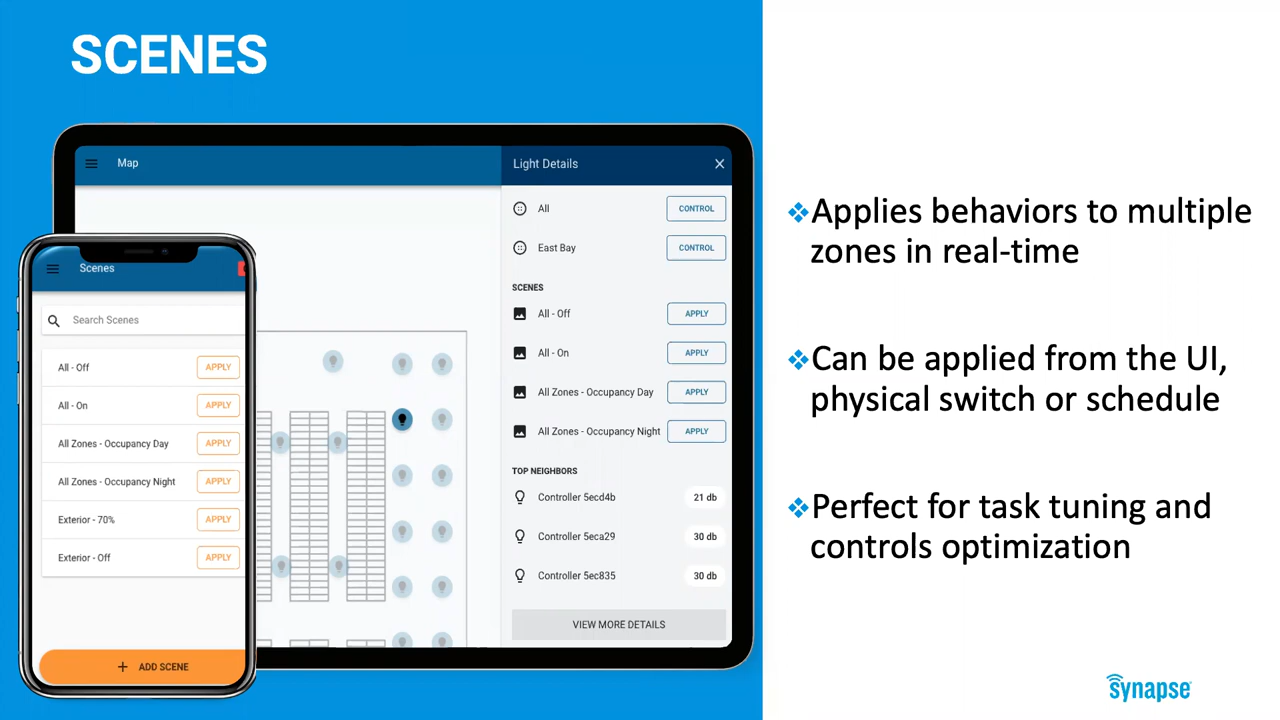 SCENES
Map
Light Details
All
CONTROL
East Bay
CONTROL
SCENES
All - Off
APPLY
All - On
APPLY
All Zones - Occupancy Day
APPLY
All Zones - Occupancy Night
APPLY
TOP NEIGHBORS
Controller 5ecd4b
21 db
Controller 5eca29
30 db
Controller 5ec835
30 db
VIEW MORE DETAILS
Scenes
Search Scenes
All - Off
APPLY
All - On
APPLY
All Zones - Occupancy Day
APPLY
All Zones - Occupancy Night
APPLY
Exterior - 70%
APPLY
Exterior - Off
APPLY
+ ADD SCENE
❖Applies behaviors to multiple
zones in real-time
❖Can be applied from the UI,
physical switch or schedule
❖Perfect for task tuning and
controls optimization
synapse